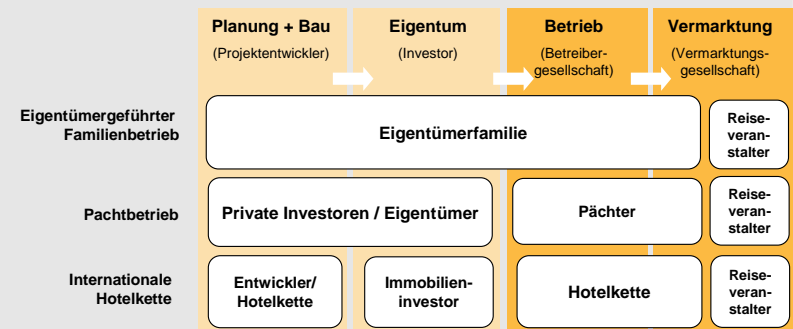 Planung + Bau
(Projektentwickler)
Eigentum
(Investor)
Betrieb
(Betreiber-
gesellschaft)
Vermarktung
(Vermarktungs-
gesellschaft)
Eigentümergeführter
Familienbetrieb
Eigentümerfamilie
Reise-
veran-
stalter
Pachtbetrieb
Private Investoren / Eigentümer
Pächter
Reise-
veran-
stalter
Internationale
Hotelkette
Entwickler/
Hotelkette
Immobilien-
investor
Hotelkette
Reise-
veran-
stalter